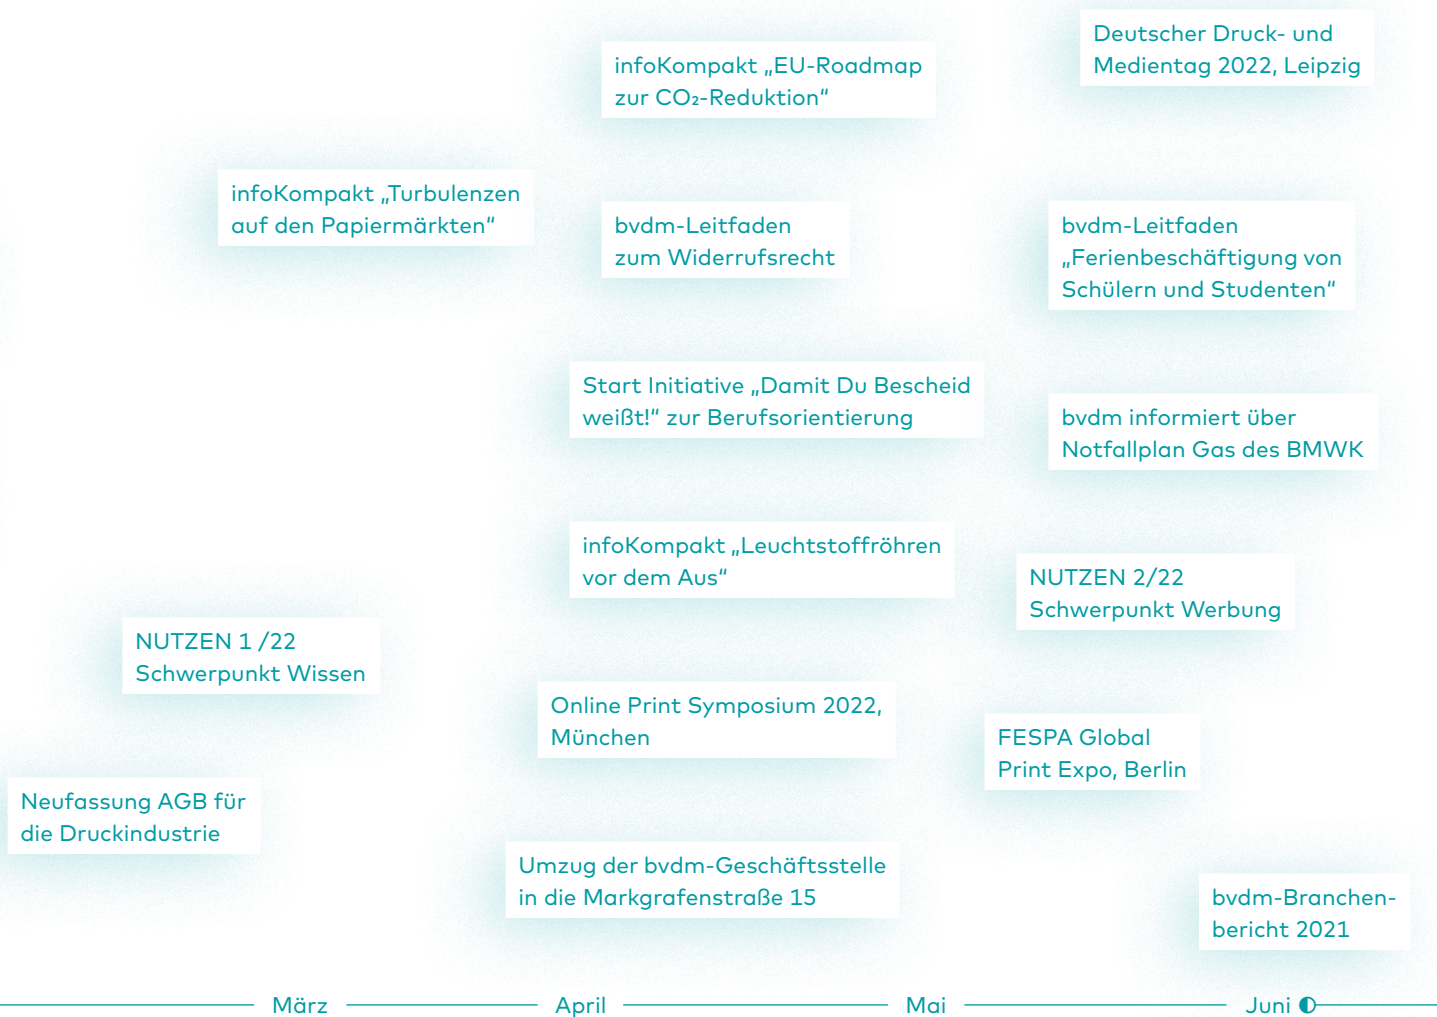 Deutscher Druck- und
Medientag 2022, Leipzig
infoKompakt „EU-Roadmap
zur CO₂-Reduktion“
infoKompakt „Turbulenzen
auf den Papiermärkten“
bvdm-Leitfaden
zum Widerrufsrecht
bvdm-Leitfaden
„Ferienbeschäftigung von
Schülern und Studenten“
Start Initiative „Damit Du Bescheid
weißt!“ zur Berufsorientierung
bvdm informiert über
Notfallplan Gas des BMWK
infoKompakt „Leuchtstoffröhren
vor dem Aus“
NUTZEN 2/22
Schwerpunkt Werbung
NUTZEN 1 /22
Schwerpunkt Wissen
Online Print Symposium 2022,
München
FESPA Global
Print Expo, Berlin
Neufassung AGB für
die Druckindustrie
Umzug der bvdm-Geschäftsstelle
in die Markgrafenstraße 15
bvdm-Branchen-
bericht 2021
März April Mai Juni